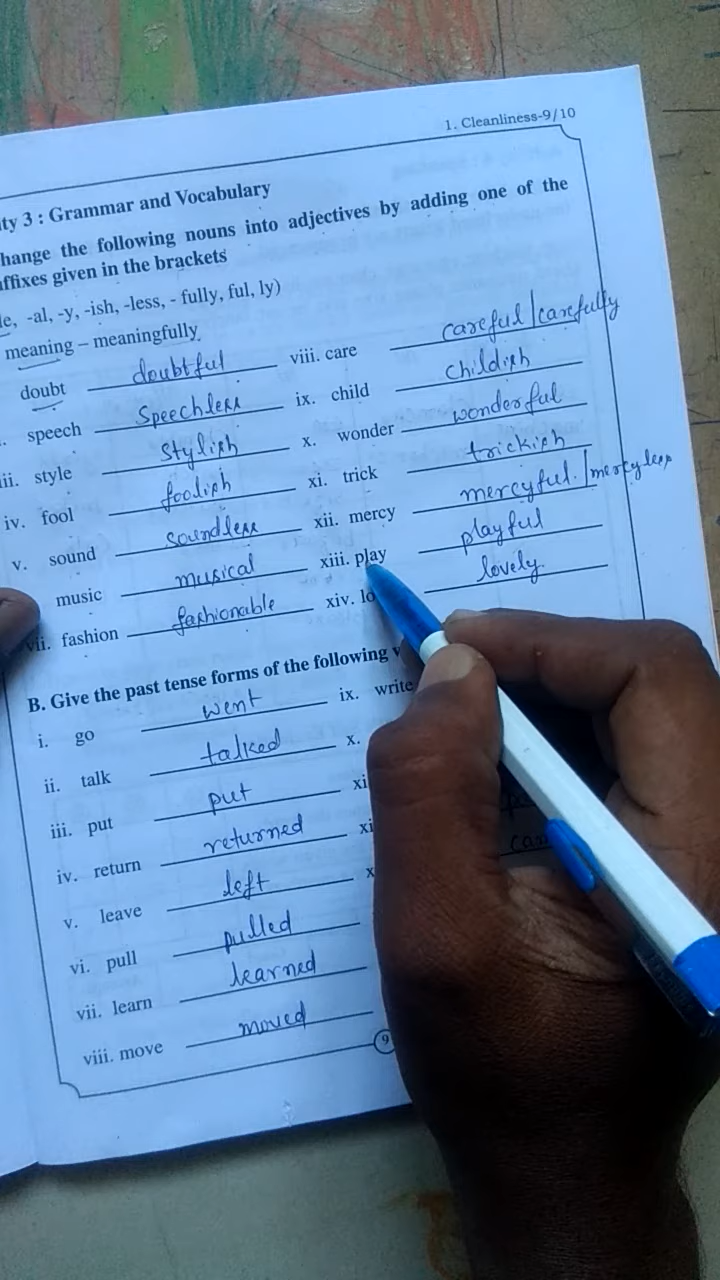 1. Cleanliness-9/10
ty 3 : Grammar and Vocabulary
hange the following nouns into adjectives by adding one of the
ffixes given in the brackets
le, -al, -y, -ish, -less, - fully, ful, ly)
meaning – meaningfully
doubt doubtful viii. care careful/carefully
speech Speechless ix. child childish
iii. style stylish x. wonder wonderful
iv. fool foolish xi. trick trickish
v. sound soundless xii. mercy mercyful./mercyless
music musical xiii. play playful
vii. fashion fashionable xiv. lo lovely
B. Give the past tense forms of the following v
i. go went ix. write
ii. talk talked x.
iii. put put xi
iv. return returned xi
v. leave left x
vi. pull pulled
vii. learn learned
viii. move moved
9